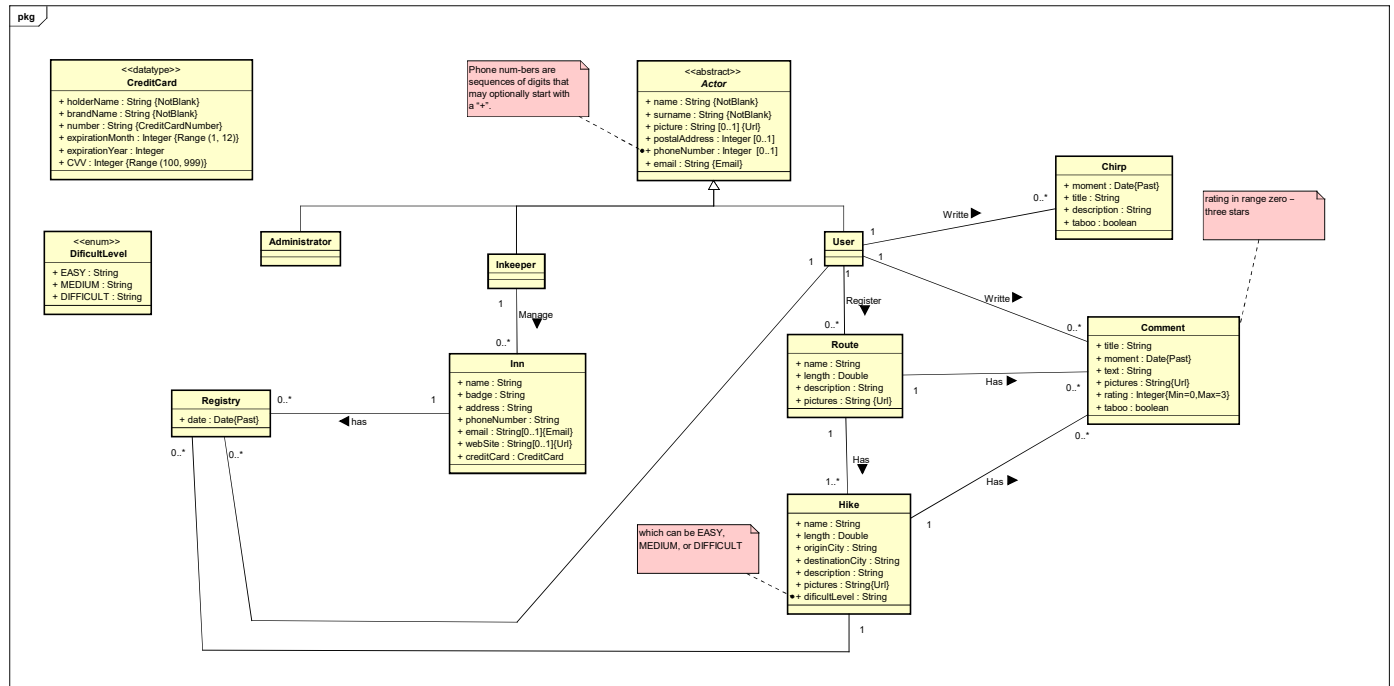 pkg
<<datatype>>
CreditCard
+ holderName : String {NotBlank}
+ brandName : String {NotBlank}
+ number : String {CreditCardNumber}
+ expirationMonth : Integer {Range (1, 12)}
+ expirationYear : Integer
+ CVV : Integer {Range (100, 999)}
Phone num-bers are
sequences of digits that
may optionally start with
a “+”.
<<abstract>>
Actor
+ name : String {NotBlank}
+ surname : String {NotBlank}
+ picture : String [0..1] {Url}
+ postalAddress : Integer [0..1]
+ phoneNumber : Integer [0..1]
+ email : String {Email}
Chirp
+ moment : Date{Past}
+ title : String
+ description : String
+ taboo : boolean
rating in range zero –
three stars
<<enum>>
DificultLevel
+ EASY : String
+ MEDIUM : String
+ DIFFICULT : String
Administrator
Inkeeper
User
1
Writte
0..*
1
Writte
0..*
1
1
Register
0..*
1
Manage
0..*
Comment
+ title : String
+ moment : Date{Past}
+ text : String
+ pictures : String{Url}
+ rating : Integer{Min=0,Max=3}
+ taboo : boolean
Route
+ name : String
+ length : Double
+ description : String
+ pictures : String {Url}
1
Has
0..*
Inn
+ name : String
+ badge : String
+ address : String
+ phoneNumber : String
+ email : String[0..1]{Email}
+ webSite : String[0..1]{Url}
+ creditCard : CreditCard
Registry
+ date : Date{Past}
0..*
has
1
0..*
0..*
1
Has
1..*
0..*
Has
1
Hike
+ name : String
+ length : Double
+ originCity : String
+ destinationCity : String
+ description : String
+ pictures : String{Url}
+ dificultLevel : String
which can be EASY,
MEDIUM, or DIFFICULT
1